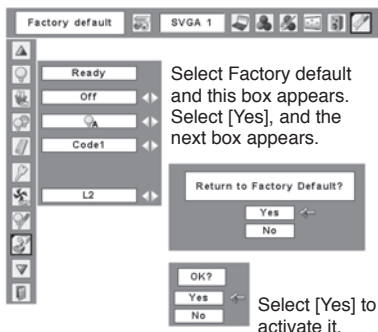 Factory default
SVGA 1
Ready
Off
A
Code1
L2
Select Factory default
and this box appears.
Select [Yes], and the
next box appears.
Return to Factory Default?
Yes
No
OK?
Yes
No
Select [Yes] to
activate it.